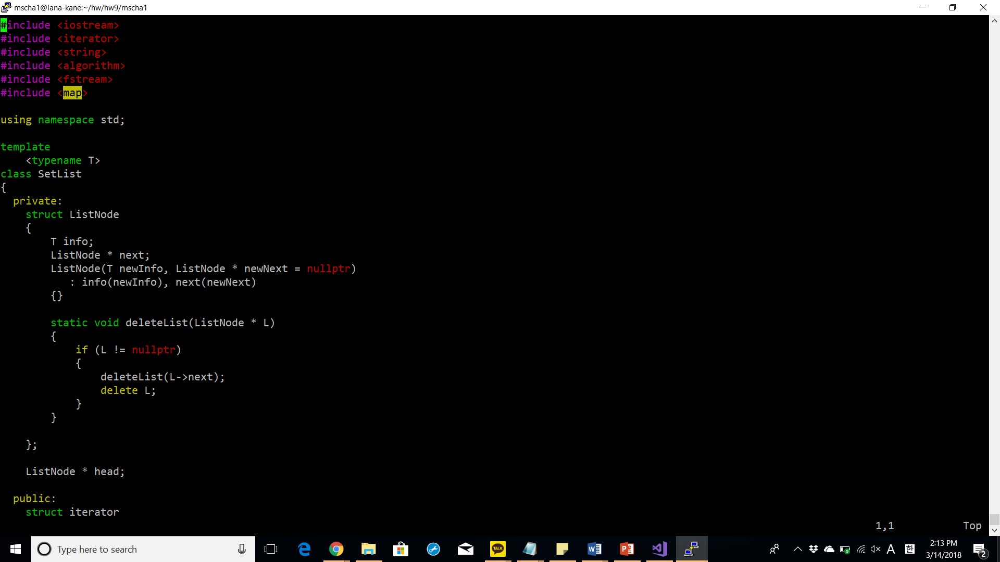 mscha1@lana-kane:~/hw/hw9/mscha1
#include <iostream>
#include <iterator>
#include <string>
#include <algorithm>
#include <fstream>
#include <map>
using namespace std;
template
<typename T>
class SetList
{
private:
struct ListNode
{
T info;
ListNode * next;
ListNode(T newInfo, ListNode * newNext = nullptr)
: info(newInfo), next(newNext)
{}
static void deleteList(ListNode * L)
{
if (L != nullptr)
{
deleteList(L->next);
delete L;
}
}
};
ListNode * head;
public:
struct iterator
1,1 Top
Type here to search
TALK
A 한
2:13 PM
3/14/2018
2